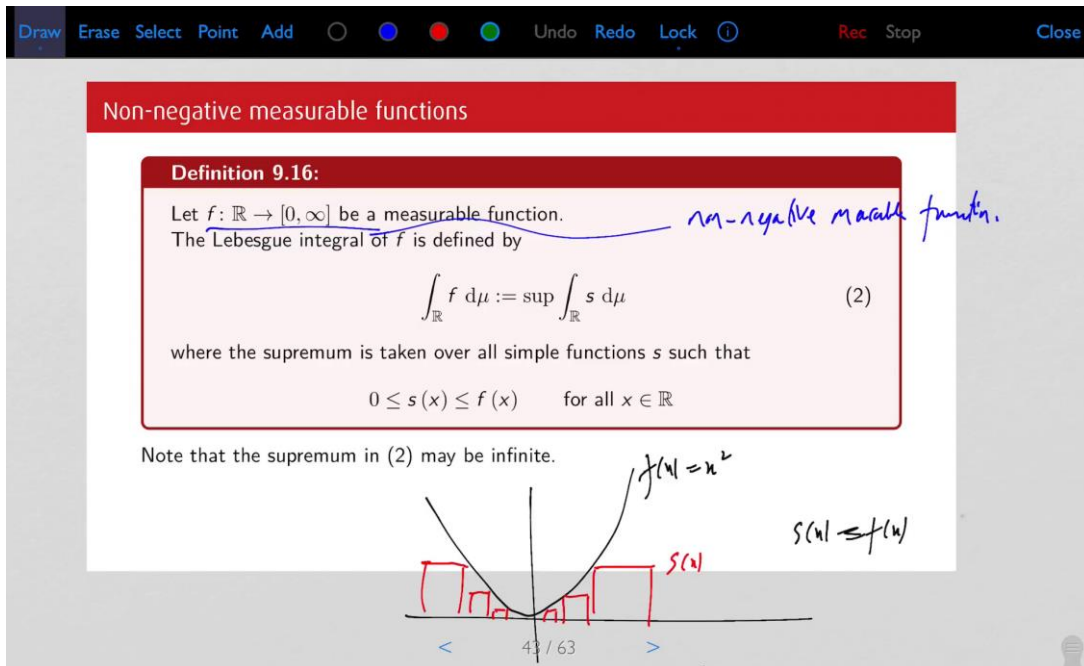 Draw Erase Select Point Add Undo Redo Lock Rec Stop Close
Non-negative measurable functions
Definition 9.16:
Let f: ℝ → [0, ∞] be a measurable function.
non-negative function.
The Lebesgue integral of f is defined by
∫_ℝ f dμ := sup ∫_ℝ s dμ (2)
where the supremum is taken over all simple functions s such that
0 ≤ s (x) ≤ f (x) for all x ∈ ℝ
Note that the supremum in (2) may be infinite.
f(x) = x²
s(x) ≤ f(x)
s(x)
< 43 / 63 >